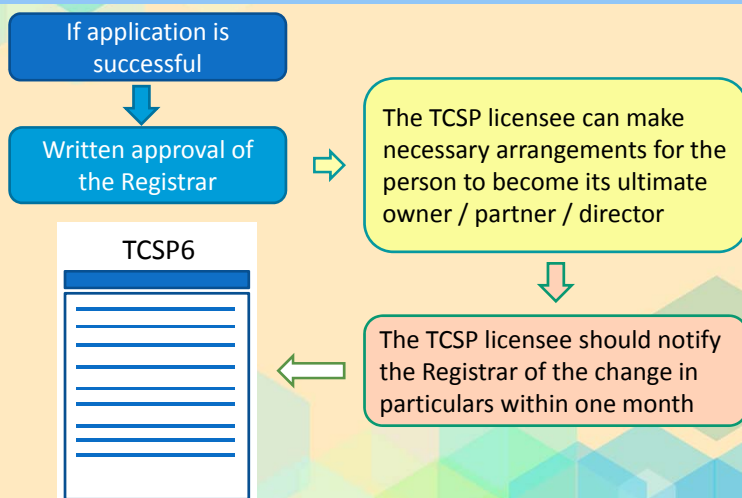 If application is
successful
Written approval of
the Registrar
The TCSP licensee can make
necessary arrangements for the
person to become its ultimate
owner / partner / director
The TCSP licensee should notify
the Registrar of the change in
particulars within one month
TCSP6